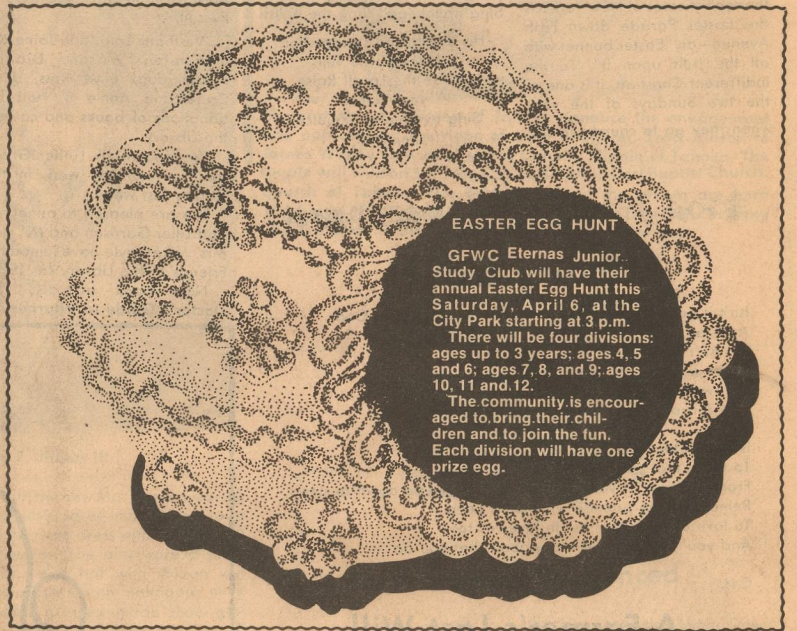 EASTER EGG HUNT
GFWC Eternas Junior
Study Club will have their
annual Easter Egg Hunt this
Saturday, April 6, at the
City Park starting at 3 p.m.
There will be four divisions:
ages up to 3 years; ages 4, 5
and 6; ages 7, 8, and 9; ages
10, 11 and 12.
The community is encour-
aged to bring their chil-
dren and to join the fun.
Each division will have one
prize egg.